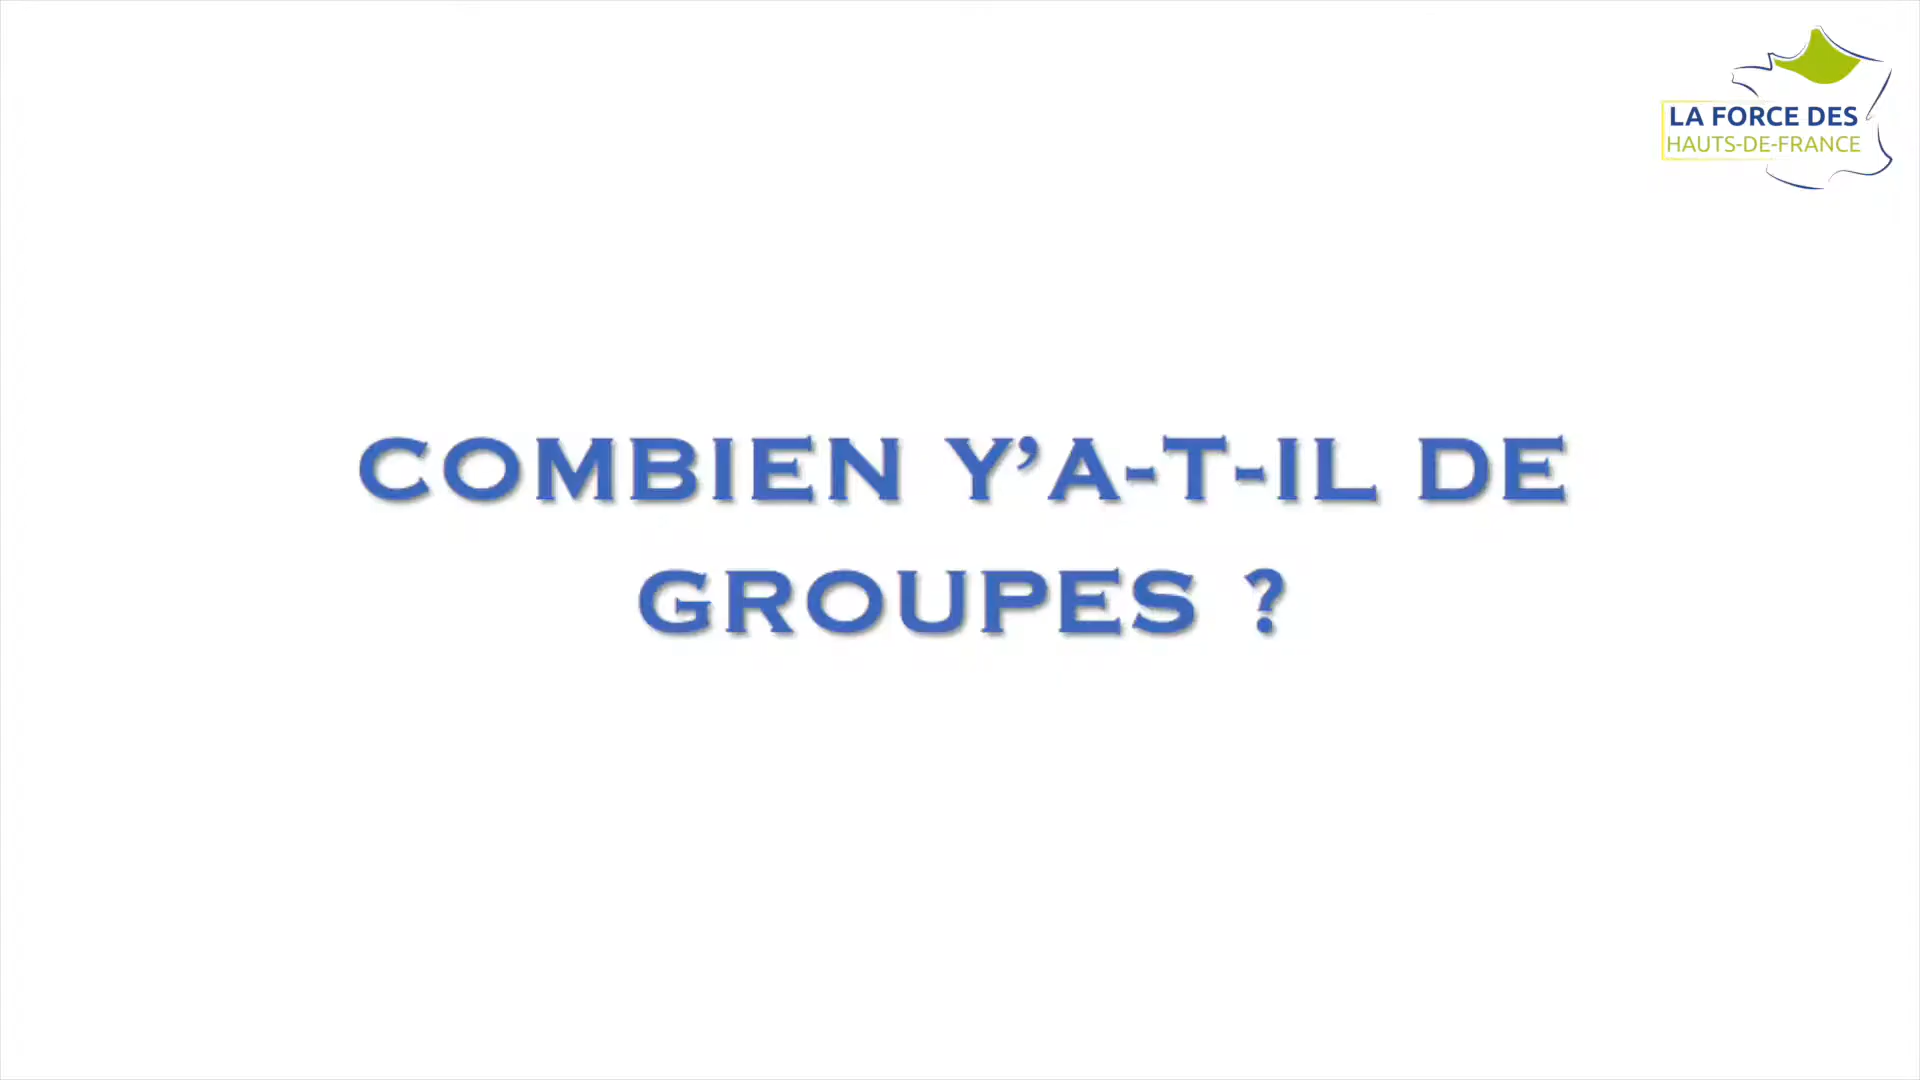 LA FORCE DES
HAUTS-DE-FRANCE
COMBIEN Y’A-T-IL DE
GROUPES ?